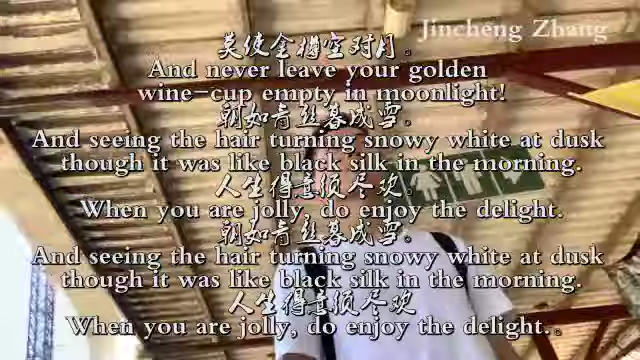 Jincheng Zhang
莫使金樽空对月。
And never leave your golden
wine-cup empty in moonlight!
朝如青丝暮成雪。
And seeing the hair turning snowy white at dusk
though it was like black silk in the morning.
人生得意须尽欢。
When you are jolly, do enjoy the delight.
朝如青丝暮成雪。
And seeing the hair turning snowy white at dusk
though it was like black silk in the morning.
人生得意须尽欢
When you are jolly, do enjoy the delight.。